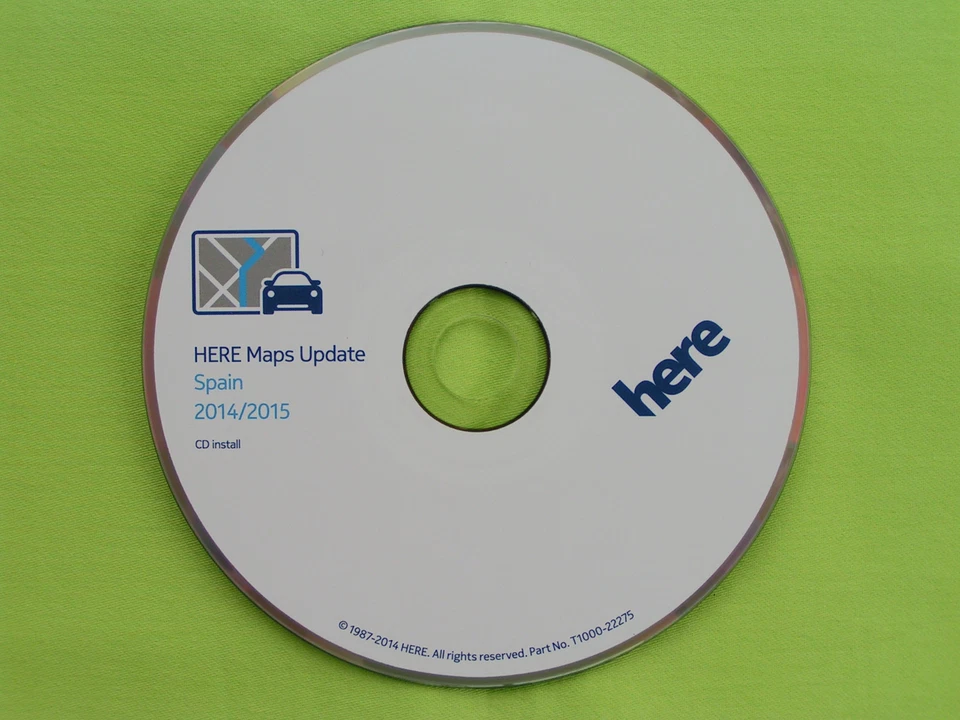 HERE Maps Update
Spain
2014/2015
CD install
here
© 1987-2014 HERE. All rights reserved. Part No. T1000-22275